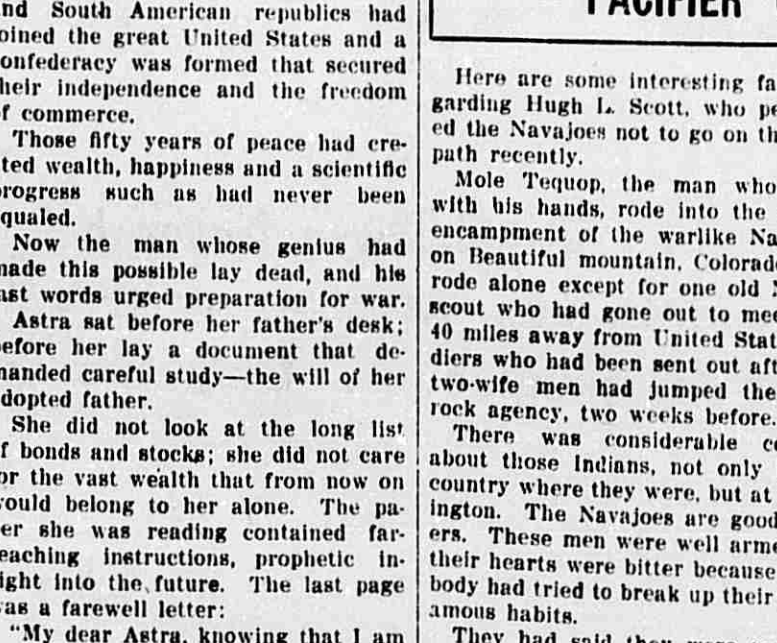 and South American republics had
joined the great United States and a
confederacy was formed that secured
their independence and the freedom
of commerce.
Those fifty years of peace had cre-
ated wealth, happiness and a scientific
progress such as had never been
equaled.
Now the man whose genius had
made this possible lay dead, and his
last words urged preparation for war.
Astra sat before her father's desk;
before her lay a document that de-
manded careful study—the will of her
adopted father.
She did not look at the long list
of bonds and stocks; she did not care
for the vast wealth that from now on
would belong to her alone. The pa-
per she was reading contained far-
reaching instructions, prophetic in-
sight into the future. The last page
was a farewell letter:
"My dear Astra, knowing that I am
PACIFIER
Here are some interesting fa
garding Hugh L. Scott, who pe
ed the Navajoes not to go on th
path recently.
Mole Tequop, the man who
with his hands, rode into the
encampment of the warlike Na
on Beautiful mountain, Colorado
rode alone except for one old
scout who had gone out to mee
40 miles away from United Stat
diers who had been sent out aft
two-wife men had jumped the
rock agency, two weeks before.
There was considerable co
about those Indians, not only
country where they were, but at
ington. The Navajoes are good
ers. These men were well arme
their hearts were bitter because
body had tried to break up their
amous habits.
They had said they